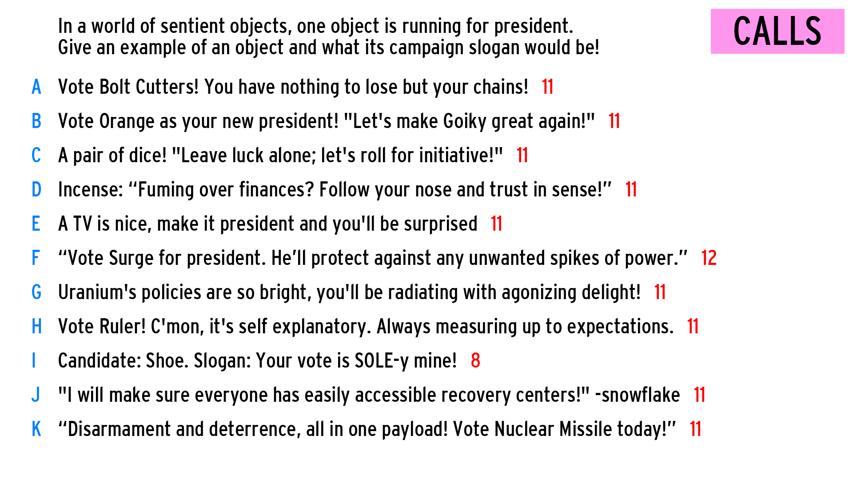 In a world of sentient objects, one object is running for president.
Give an example of an object and what its campaign slogan would be!
CALLS
A Vote Bolt Cutters! You have nothing to lose but your chains! 11
B Vote Orange as your new president! "Let's make Goiky great again!" 11
C A pair of dice! "Leave luck alone; let's roll for initiative!" 11
D Incense: “Fuming over finances? Follow your nose and trust in sense!” 11
E A TV is nice, make it president and you'll be surprised 11
F “Vote Surge for president. He’ll protect against any unwanted spikes of power.” 12
G Uranium's policies are so bright, you'll be radiating with agonizing delight! 11
H Vote Ruler! C'mon, it's self explanatory. Always measuring up to expectations. 11
I Candidate: Shoe. Slogan: Your vote is SOLE-y mine! 8
J "I will make sure everyone has easily accessible recovery centers!" -snowflake 11
K “Disarmament and deterrence, all in one payload! Vote Nuclear Missile today!” 11